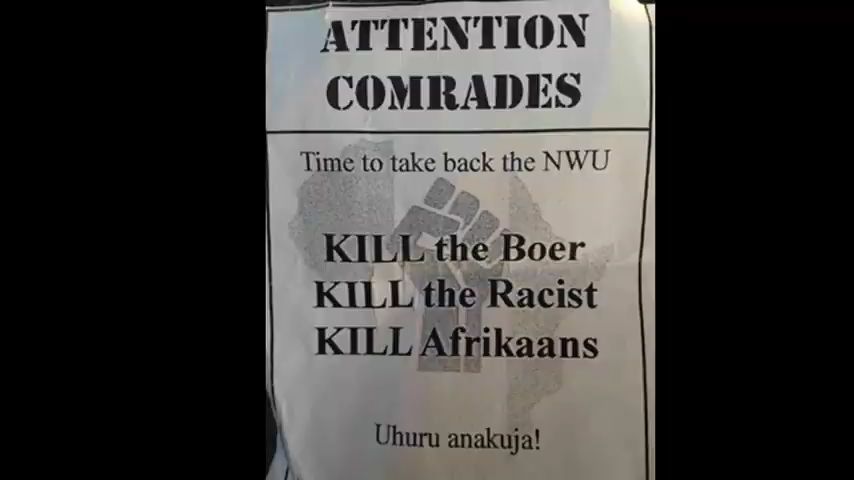 ATTENTION
COMRADES
Time to take back the NWU
KILL the Boer
KILL the Racist
KILL Afrikaans
Uhuru anakuja!